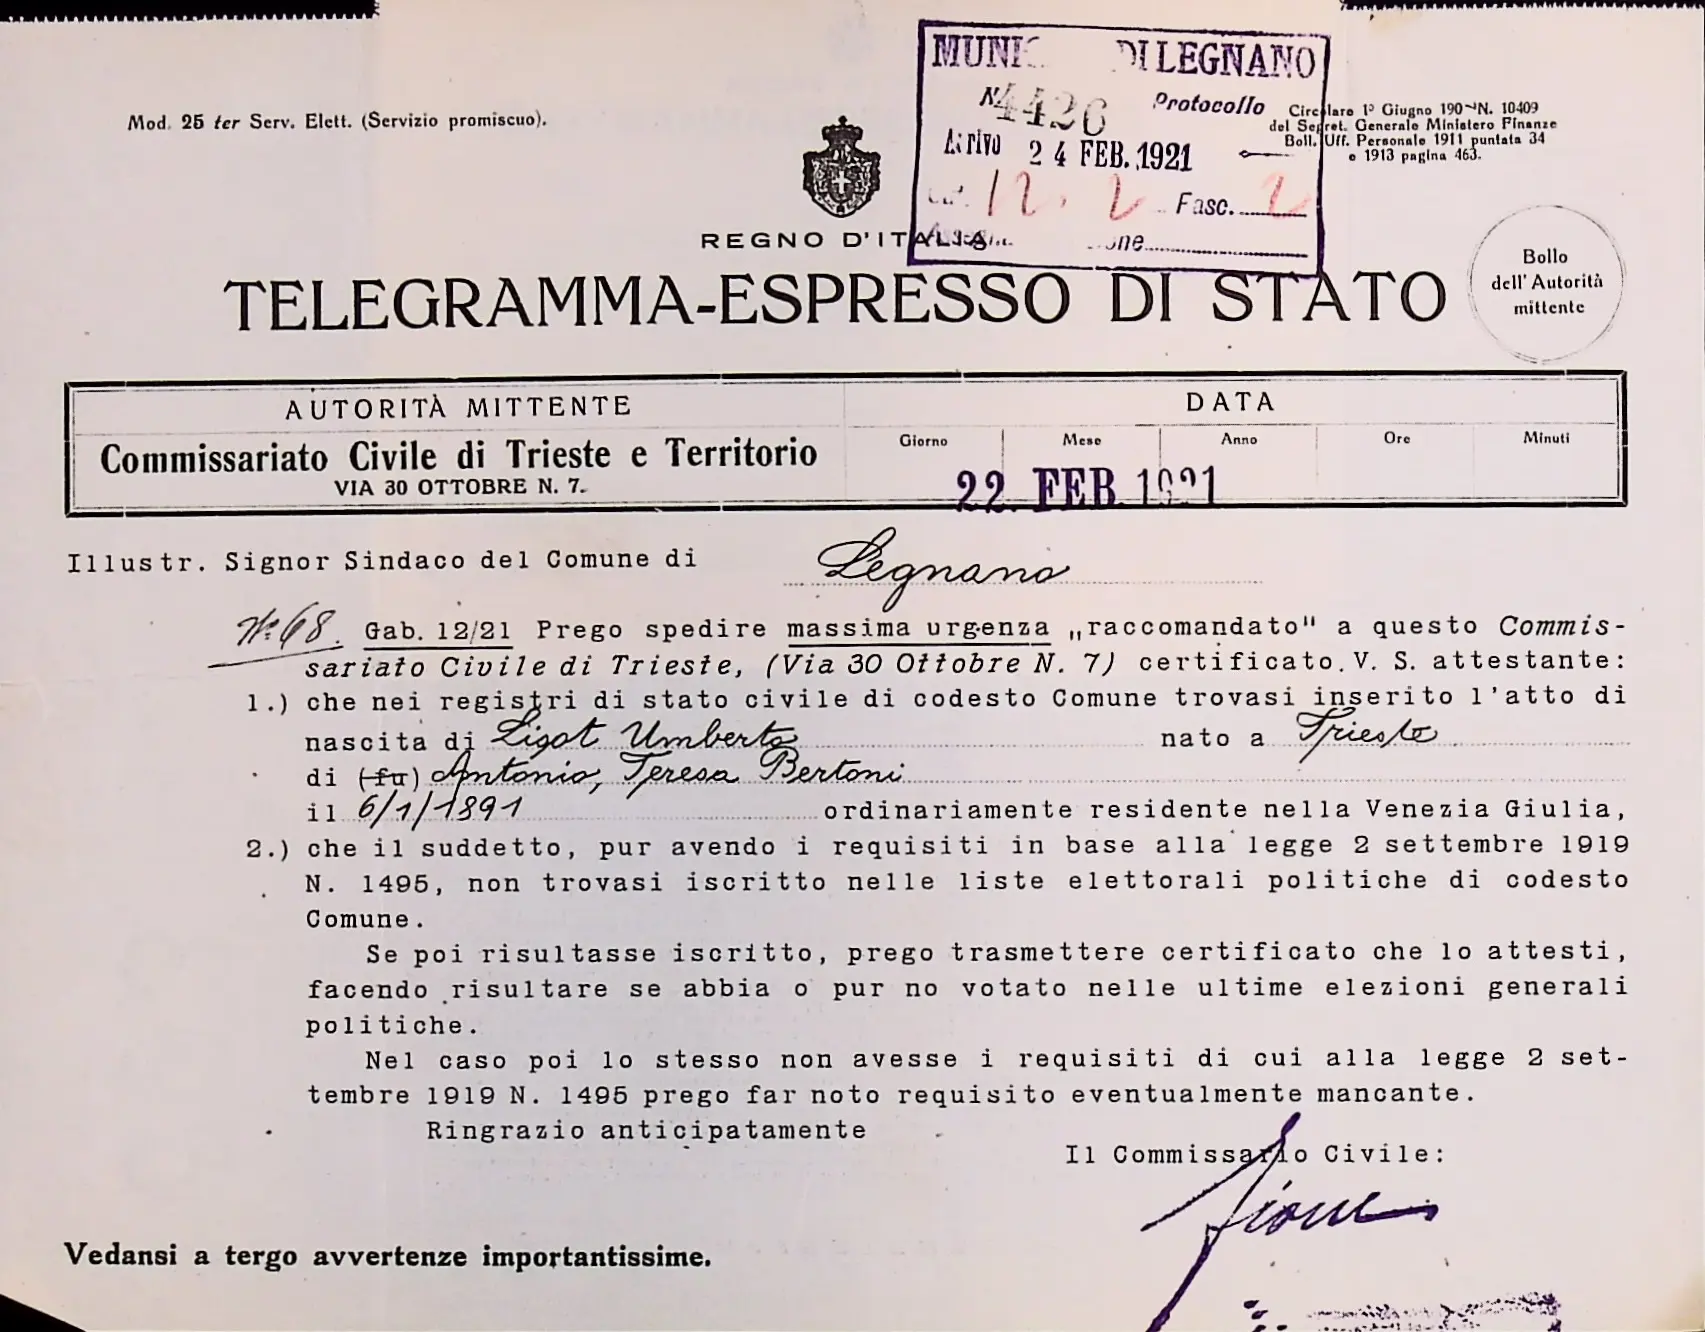 MUNI DI LEGNANO
N. 4426 Protocollo
Arrivo 24 FEB. 1921
12. 2 Fasc. 2
Mod. 25 ter Serv. Elett. (Servizio promiscuo).
Circolare 1º Giugno 190 N. 10409
del Segret. Generale Ministero Finanze
Boll. Uff. Personale 1911 puntata 34
e 1913 pagina 463.
REGNO D'ITALIA
TELEGRAMMA-ESPRESSO DI STATO
Bollo
dell'Autorità
mittente
AUTORITÀ MITTENTE
DATA
Commissariato Civile di Trieste e Territorio
VIA 30 OTTOBRE N. 7.
Giorno Mese Anno Ore Minuti
22. FEB 1921
Illustr. Signor Sindaco del Comune di Legnano
Nº 68. Gab. 12/21 Prego spedire massima urgenza „raccomandato" a questo Commis-
sariato Civile di Trieste, (Via 30 Ottobre N. 7) certificato V. S. attestante:
1.) che nei registri di stato civile di codesto Comune trovasi inserito l'atto di
nascita di Ligot Umberto nato a Trieste
di (fu) Antonio, Teresa Bertoni
il 6/1/1891 ordinariamente residente nella Venezia Giulia,
2.) che il suddetto, pur avendo i requisiti in base alla legge 2 settembre 1919
N. 1495, non trovasi iscritto nelle liste elettorali politiche di codesto
Comune.
Se poi risultasse iscritto, prego trasmettere certificato che lo attesti,
facendo risultare se abbia o pur no votato nelle ultime elezioni generali
politiche.
Nel caso poi lo stesso non avesse i requisiti di cui alla legge 2 set-
tembre 1919 N. 1495 prego far noto requisito eventualmente mancante.
Ringrazio anticipatamente
Il Commissario Civile:
Vedansi a tergo avvertenze importantissime.